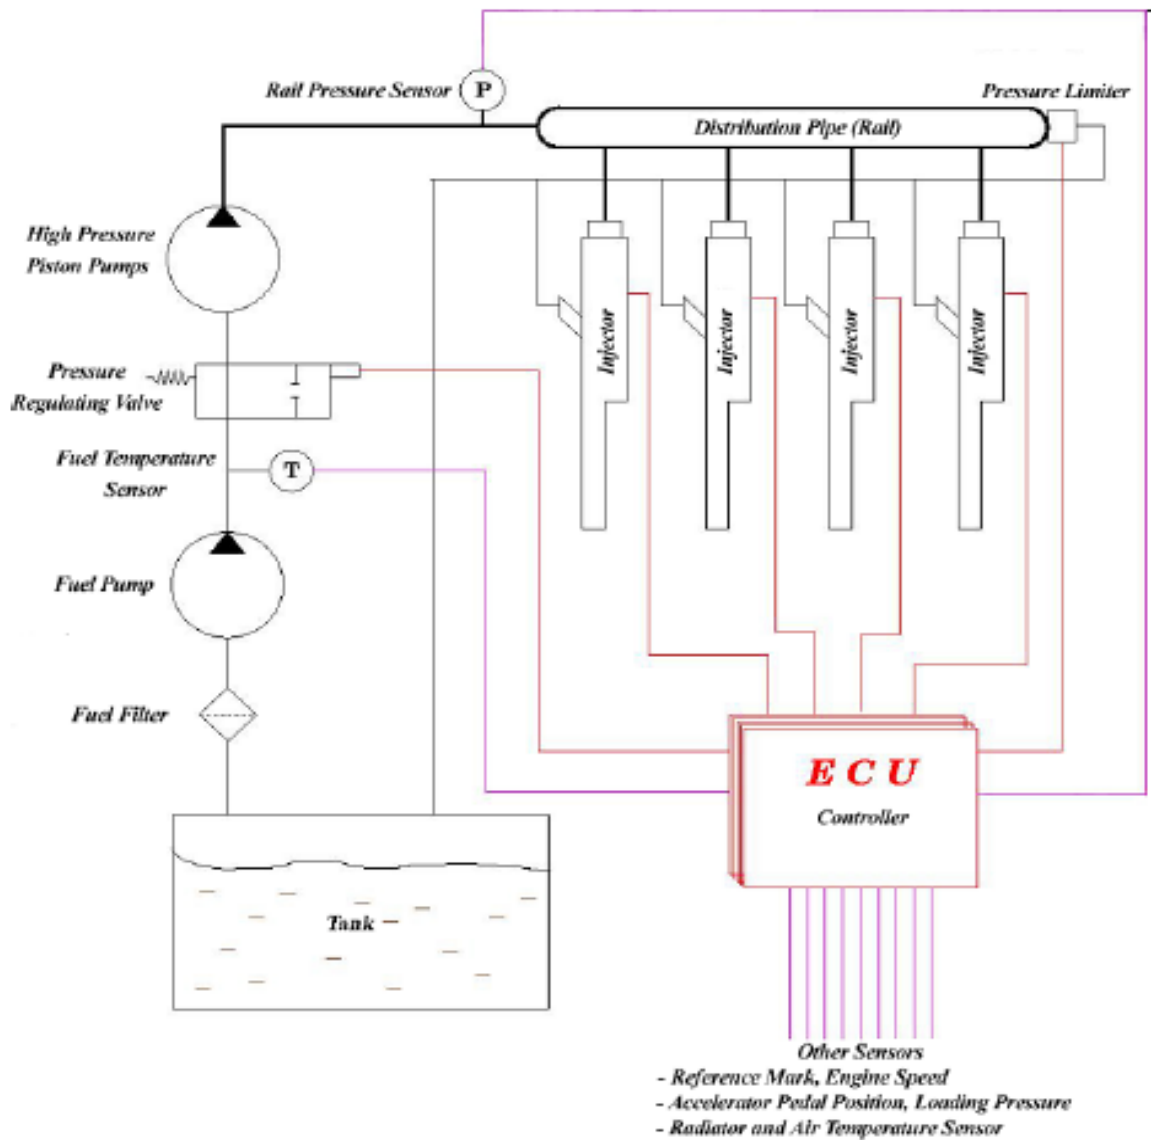 Rail Pressure Sensor
P
Pressure Limiter
Distribution Pipe (Rail)
High Pressure
Piston Pumps
Injector
Injector
Injector
Injector
Pressure
Regulating Valve
Fuel Temperature
Sensor
T
Fuel Pump
Fuel Filter
E C U
Controller
Tank
Other Sensors
- Reference Mark, Engine Speed
- Accelerator Pedal Position, Loading Pressure
- Radiator and Air Temperature Sensor